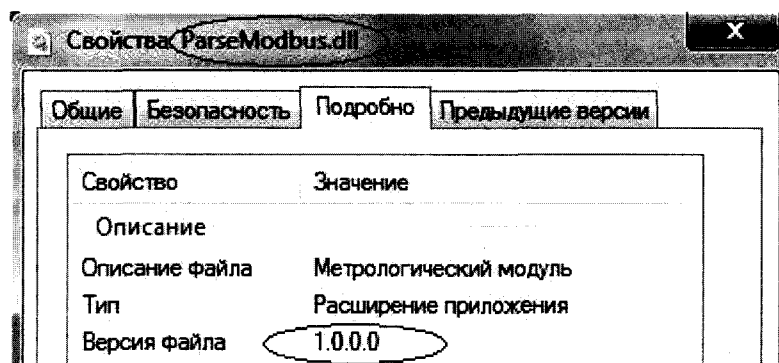 Свойства: ParseModbus.dll
Общие Безопасность Подробно Предыдущие версии
Свойство Значение
Описание
Описание файла Метрологический модуль
Тип Расширение приложения
Версия файла 1.0.0.0